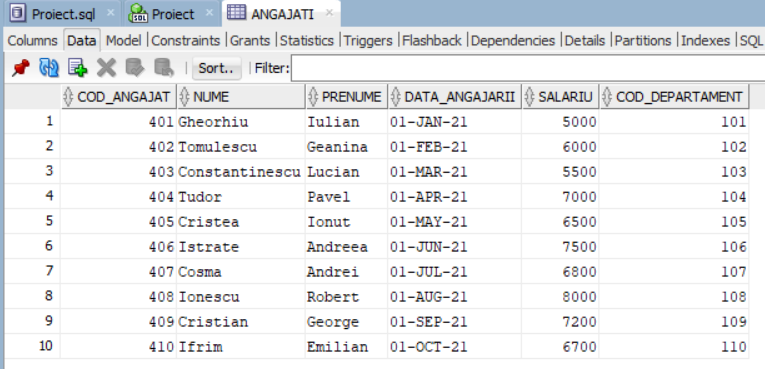 Proiect.sql Proiect ANGAJATI
Columns Data Model Constraints Grants Statistics Triggers Flashback Dependencies Details Partitions Indexes SQL
Sort.. Filter:
COD_ANGAJAT NUME PRENUME DATA_ANGAJARII SALARIU COD_DEPARTAMENT
1 401 Gheorhiu Iulian 01-JAN-21 5000 101
2 402 Tomulescu Geanina 01-FEB-21 6000 102
3 403 Constantinescu Lucian 01-MAR-21 5500 103
4 404 Tudor Pavel 01-APR-21 7000 104
5 405 Cristea Ionut 01-MAY-21 6500 105
6 406 Istrate Andreea 01-JUN-21 7500 106
7 407 Cosma Andrei 01-JUL-21 6800 107
8 408 Ionescu Robert 01-AUG-21 8000 108
9 409 Cristian George 01-SEP-21 7200 109
10 410 Ifrim Emilian 01-OCT-21 6700 110